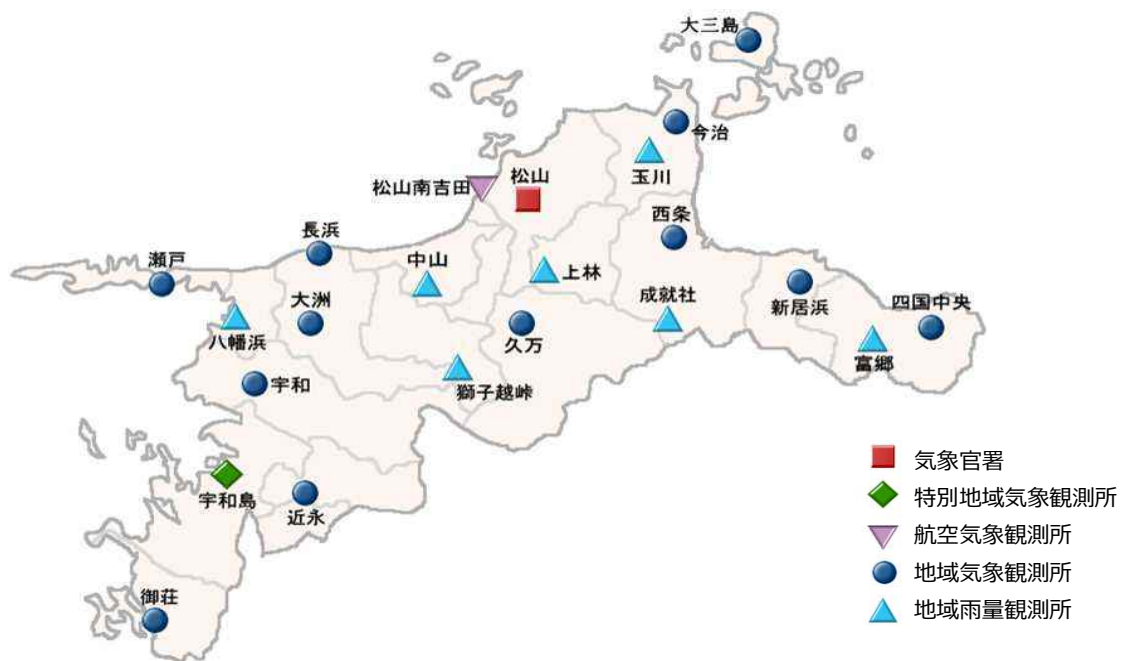 大三島
今治
玉川
松山
松山南吉田
西条
長浜
中山
上林
瀬戸
大洲
成就社
新居浜
四国中央
八幡浜
久万
富郷
宇和
獅子越峠
宇和島
近永
御荘
気象官署
特別地域気象観測所
航空気象観測所
地域気象観測所
地域雨量観測所